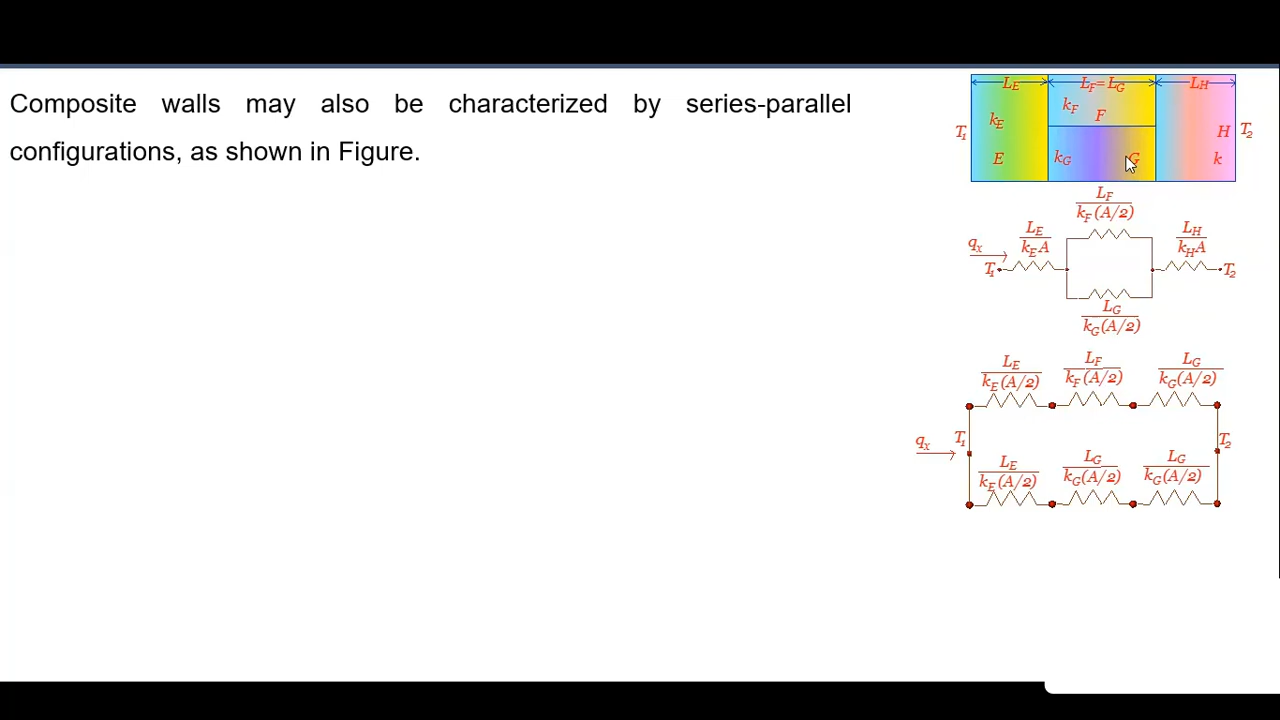 Composite walls may also be characterized by series-parallel
configurations, as shown in Figure.
L_E L_F=L_G L_H
k_F F
k_E
T_1 H T_2
E k_G G k
L_F
k_F(A/2)
L_E L_H
k_EA k_HA
q_x
T_1 T_2
L_G
k_G(A/2)
L_E L_F L_G
k_E(A/2) k_F(A/2) k_G(A/2)
q_x T_1 T_2
L_E L_G L_G
k_E(A/2) k_G(A/2) k_G(A/2)